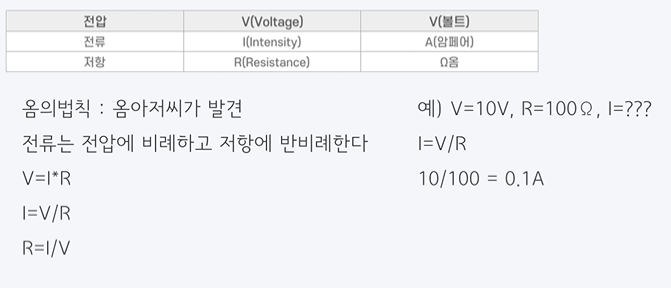 전압 V(Voltage) V(볼트)
전류 I(Intensity) A(암페어)
저항 R(Resistance) Ω옴
옴의법칙 : 옴아저씨가 발견
전류는 전압에 비례하고 저항에 반비례한다
V=I*R
I=V/R
R=I/V
예) V=10V, R=100Ω, I=???
I=V/R
10/100 = 0.1A